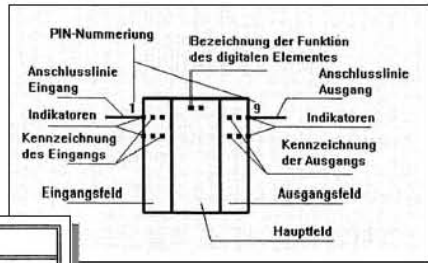 PIN-Nummeriung
Bezeichnung der Funktion
des digitalen Elementes
Anschlusslinie
Eingang
Anschlusslinie
Ausgang
1
9
Indikatoren
Indikatoren
Kennzeichnung
des Eingangs
Kennzeichnung
der Ausgangs
Eingangsfeld
Ausgangsfeld
Hauptfeld